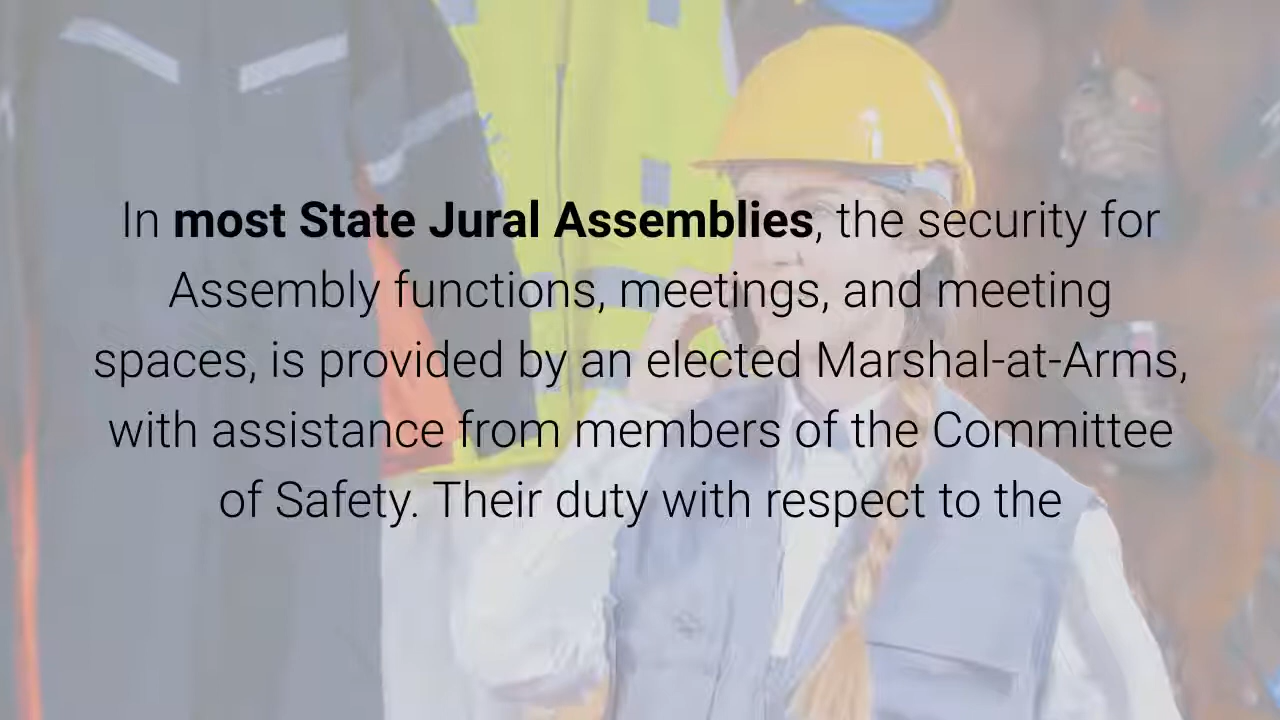 In most State Jural Assemblies, the security for
Assembly functions, meetings, and meeting
spaces, is provided by an elected Marshal-at-Arms,
with assistance from members of the Committee
of Safety. Their duty with respect to the